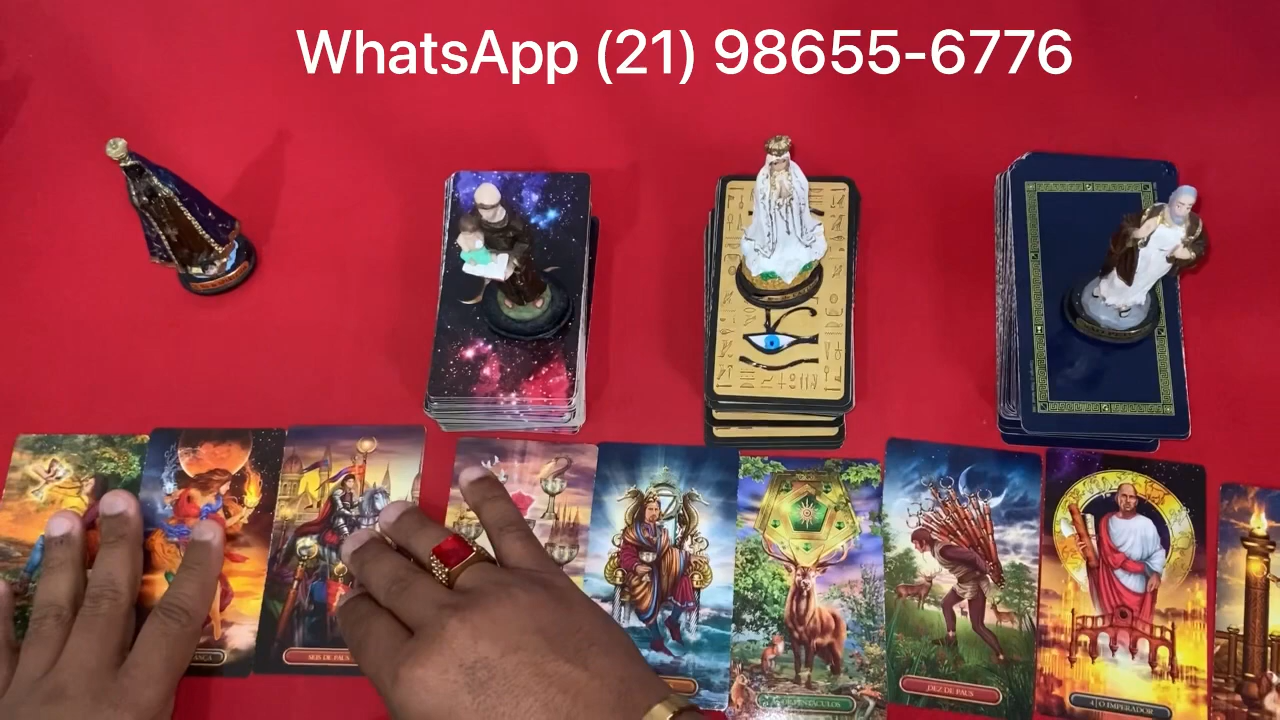 WhatsApp (21) 98655-6776
SEIS DE PAUS
DEZ DE PAUS
4 | O IMPERADOR